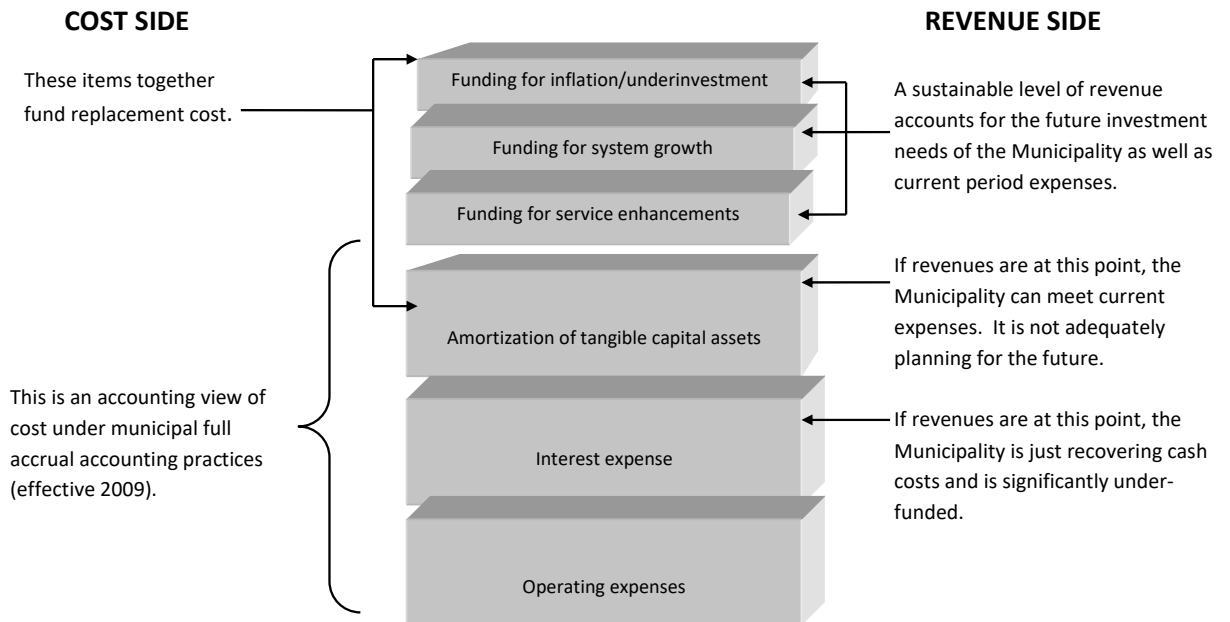 COST SIDE
These items together
fund replacement cost.
This is an accounting view of
cost under municipal full
accrual accounting practices
(effective 2009).
Funding for inflation/underinvestment
Funding for system growth
Funding for service enhancements
Amortization of tangible capital assets
Interest expense
Operating expenses
REVENUE SIDE
A sustainable level of revenue
accounts for the future investment
needs of the Municipality as well as
current period expenses.
If revenues are at this point, the
Municipality can meet current
expenses.  It is not adequately
planning for the future.
If revenues are at this point, the
Municipality is just recovering cash
costs and is significantly under-
funded.